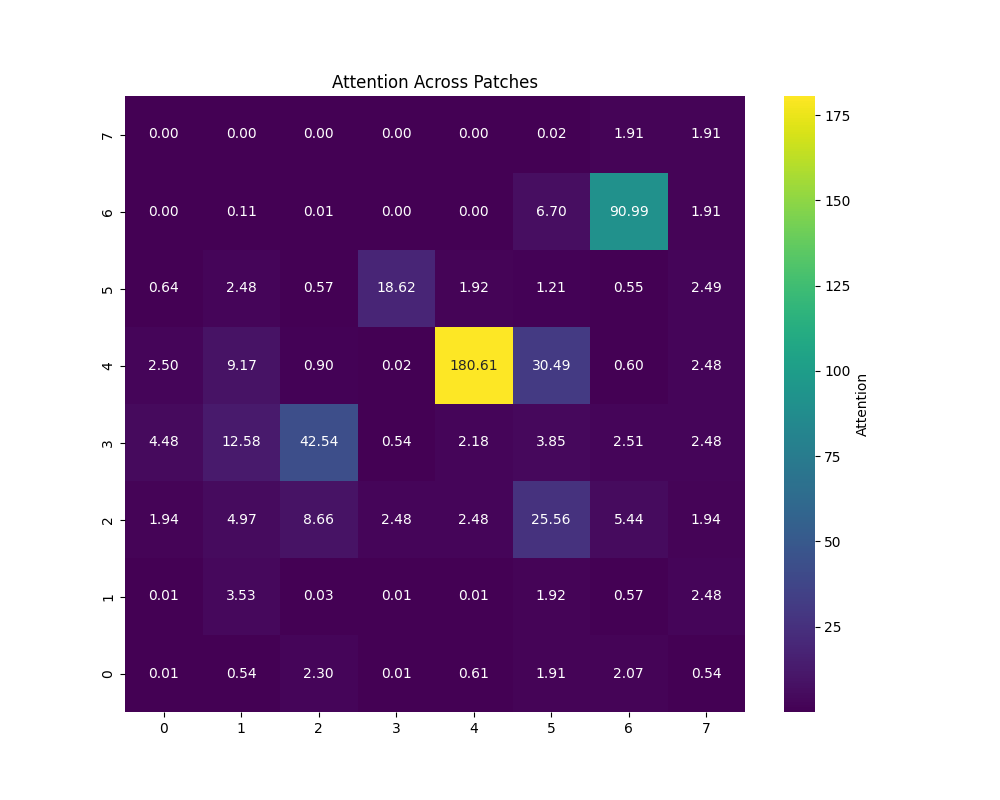 Attention Across Patches
7 0.00 0.00 0.00 0.00 0.00 0.02 1.91 1.91
6 0.00 0.11 0.01 0.00 0.00 6.70 90.99 1.91
5 0.64 2.48 0.57 18.62 1.92 1.21 0.55 2.49
4 2.50 9.17 0.90 0.02 180.61 30.49 0.60 2.48
3 4.48 12.58 42.54 0.54 2.18 3.85 2.51 2.48
2 1.94 4.97 8.66 2.48 2.48 25.56 5.44 1.94
1 0.01 3.53 0.03 0.01 0.01 1.92 0.57 2.48
0 0.01 0.54 2.30 0.01 0.61 1.91 2.07 0.54
0 1 2 3 4 5 6 7
175
150
125
100
75
50
25
Attention